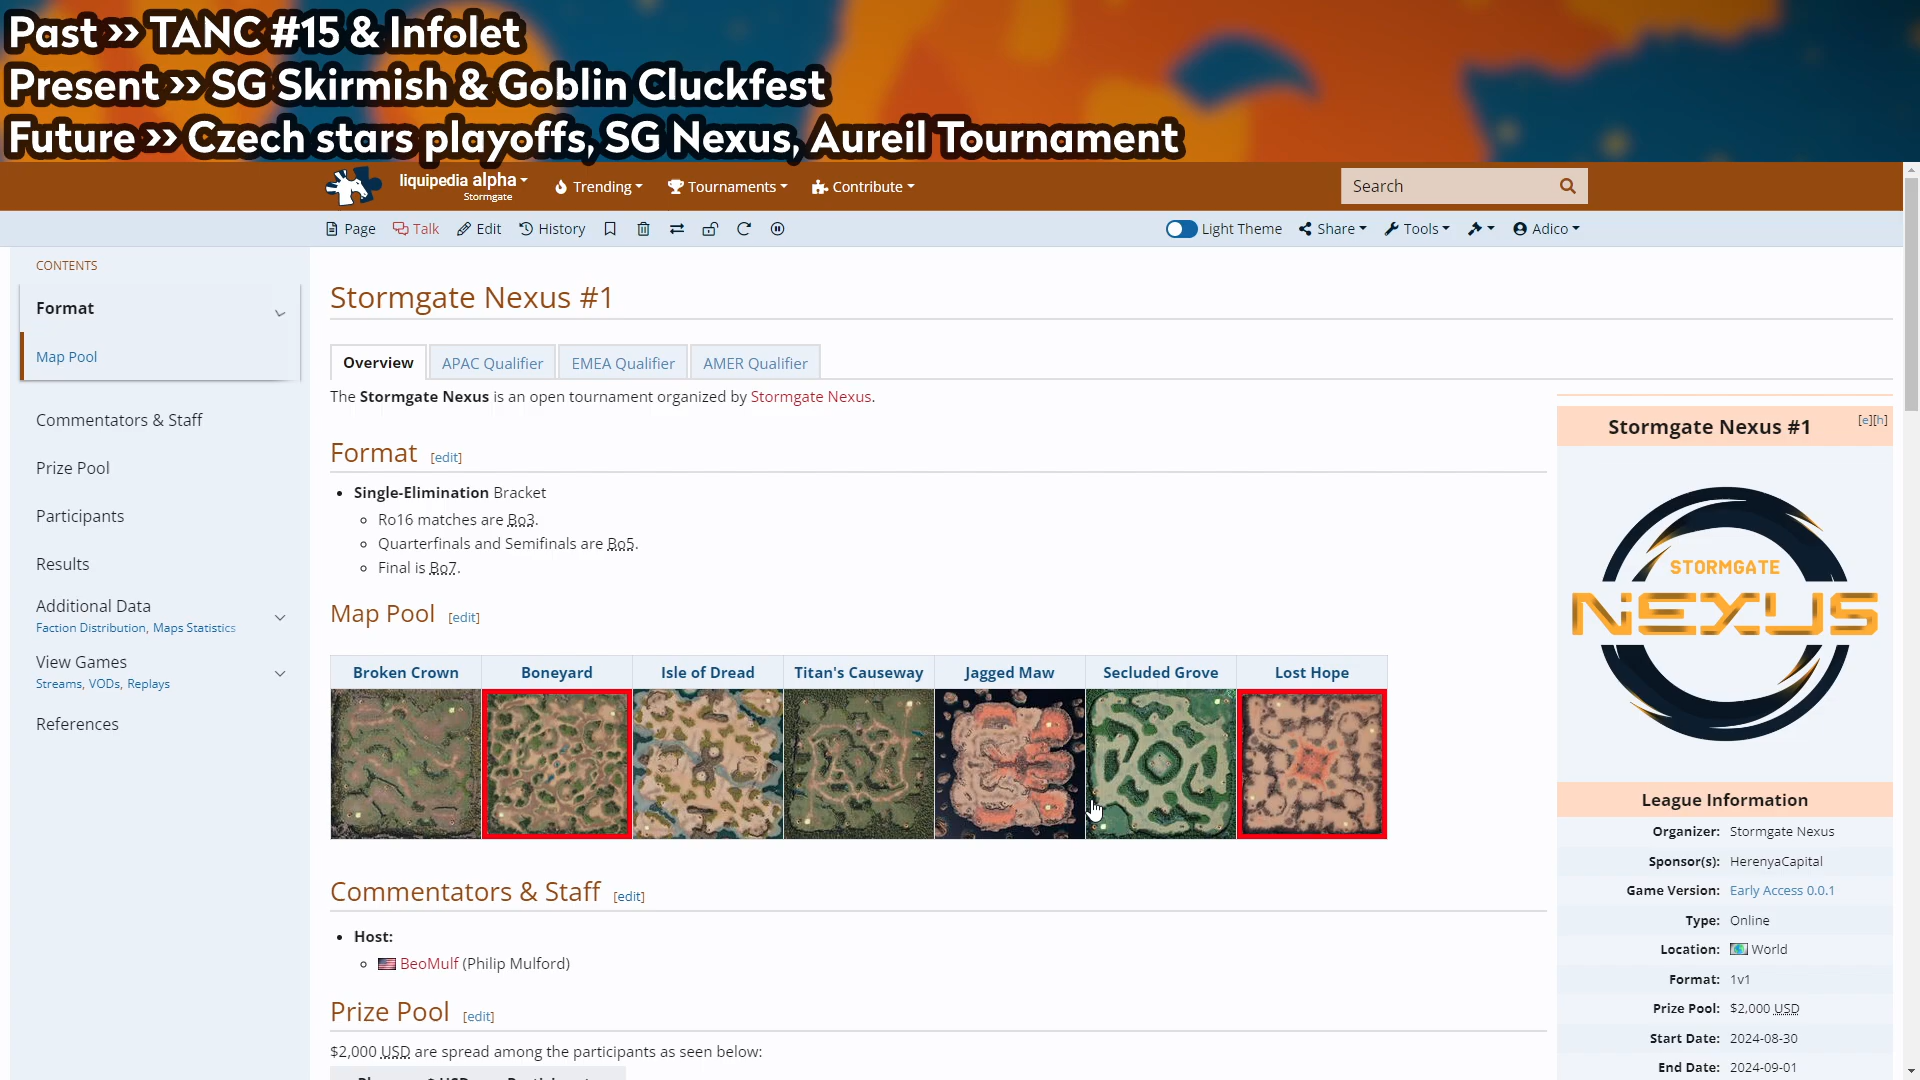 Past >> TANC #15 & Infolet
Present >> SG Skirmish & Goblin Cluckfest
Future >> Czech stars playoffs, SG Nexus, Aureil Tournament
liquipedia alpha
Stormgate
Trending
Tournaments
Contribute
Search
Page
Talk
Edit
History
Light Theme
Share
Tools
Adico
CONTENTS
Format
Map Pool
Commentators & Staff
Prize Pool
Participants
Results
Additional Data
Faction Distribution, Maps Statistics
View Games
Streams, VODs, Replays
References
Stormgate Nexus #1
Overview
APAC Qualifier
EMEA Qualifier
AMER Qualifier
The Stormgate Nexus is an open tournament organized by Stormgate Nexus.
Format [edit]
Single-Elimination Bracket
Ro16 matches are Bo3.
Quarterfinals and Semifinals are Bo5.
Final is Bo7.
Map Pool [edit]
Broken Crown
Boneyard
Isle of Dread
Titan's Causeway
Jagged Maw
Secluded Grove
Lost Hope
Commentators & Staff [edit]
Host:
BeoMulf (Philip Mulford)
Prize Pool [edit]
$2,000 USD are spread among the participants as seen below:
Stormgate Nexus #1
[e][h]
STORMGATE
NEXUS
League Information
Organizer: Stormgate Nexus
Sponsor(s): HerenyaCapital
Game Version: Early Access 0.0.1
Type: Online
Location: World
Format: 1v1
Prize Pool: $2,000 USD
Start Date: 2024-08-30
End Date: 2024-09-01